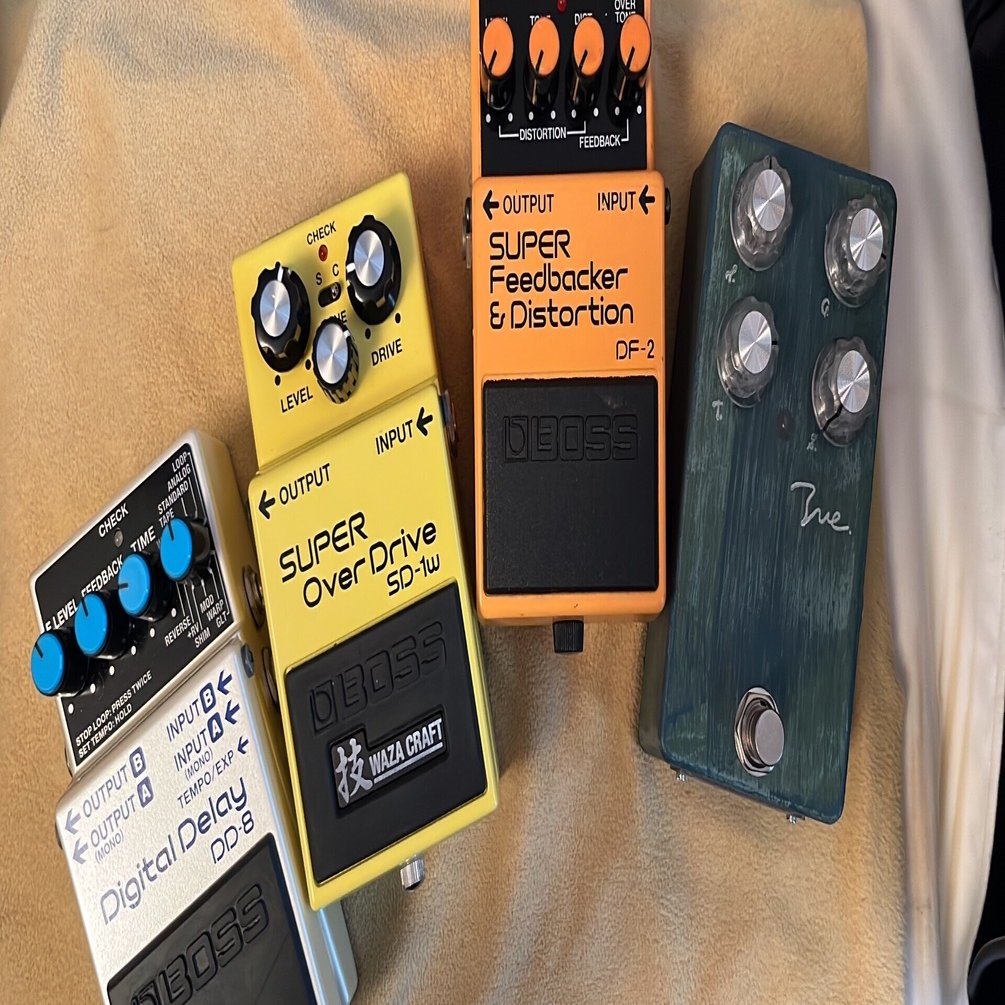 TONE
OVER
TONE
DISTORTION
FEEDBACK
← OUTPUT INPUT ←
SUPER
Feedbacker
& Distortion
DF-2
BOSS
CHECK
S C
LEVEL
DRIVE
INPUT ←
← OUTPUT
SUPER
OverDrive
SD-1w
BOSS
技 WAZA CRAFT
CHECK
E.LEVEL FEEDBACK TIME
LOOP
ANALOG
STANDARD
TAPE
MOD
WARP
REVERSE
+RV
SHIM
GLT
STOP LOOP: PRESS TWICE
SET TEMPO: HOLD
← OUTPUT B
← OUTPUT A
(MONO)
INPUT B ←
INPUT A ←
(MONO)
TEMPO/EXP ←
Digital Delay
DD-8
BOSS